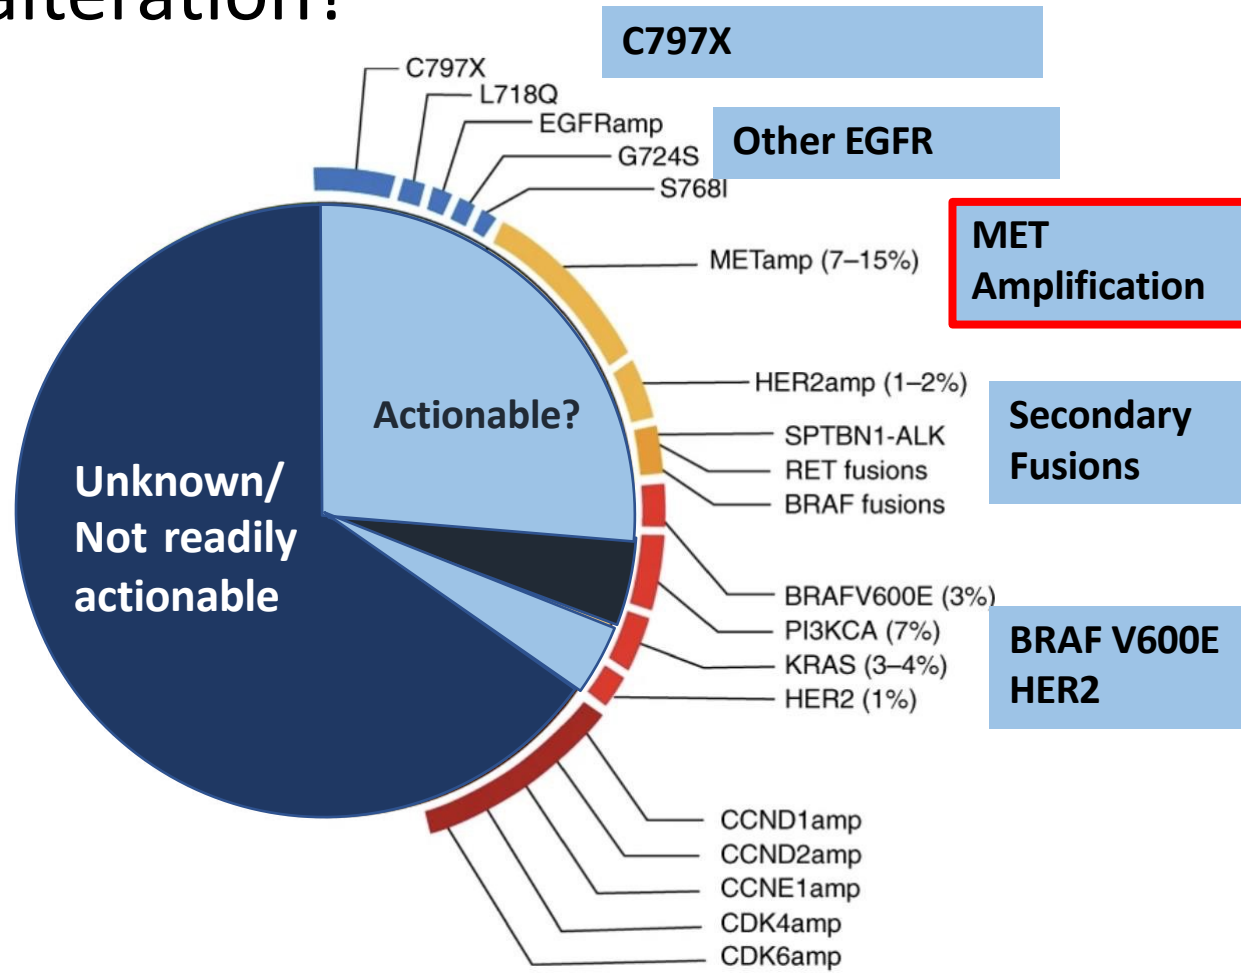 alteration?
C797X
C797X
L718Q
EGFRamp
Other EGFR
G724S
S768I
MET
Amplification
METamp (7–15%)
HER2amp (1–2%)
Actionable?
Secondary
Fusions
SPTBN1-ALK
RET fusions
BRAF fusions
Unknown/
Not readily
actionable
BRAFV600E (3%)
PI3KCA (7%)
KRAS (3–4%)
HER2 (1%)
BRAF V600E
HER2
CCND1amp
CCND2amp
CCNE1amp
CDK4amp
CDK6amp